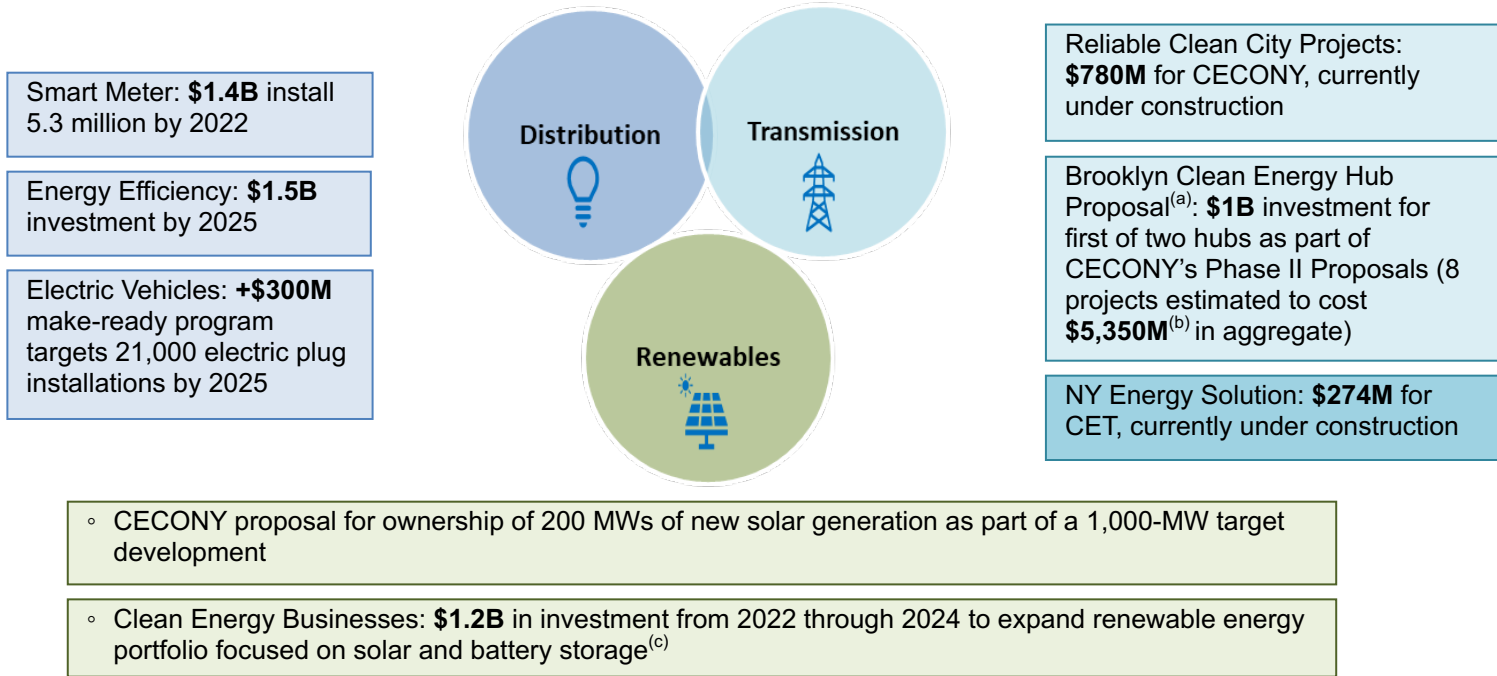 Smart Meter: $1.4B install
5.3 million by 2022
Energy Efficiency: $1.5B
investment by 2025
Electric Vehicles: +$300M
make-ready program
targets 21,000 electric plug
installations by 2025
Distribution
Transmission
Renewables
Reliable Clean City Projects:
$780M for CECONY, currently
under construction
Brooklyn Clean Energy Hub
Proposal(a): $1B investment for
first of two hubs as part of
CECONY’s Phase II Proposals (8
projects estimated to cost
$5,350M(b) in aggregate)
NY Energy Solution: $274M for
CET, currently under construction
◦ CECONY proposal for ownership of 200 MWs of new solar generation as part of a 1,000-MW target
development
◦ Clean Energy Businesses: $1.2B in investment from 2022 through 2024 to expand renewable energy
portfolio focused on solar and battery storage(c)